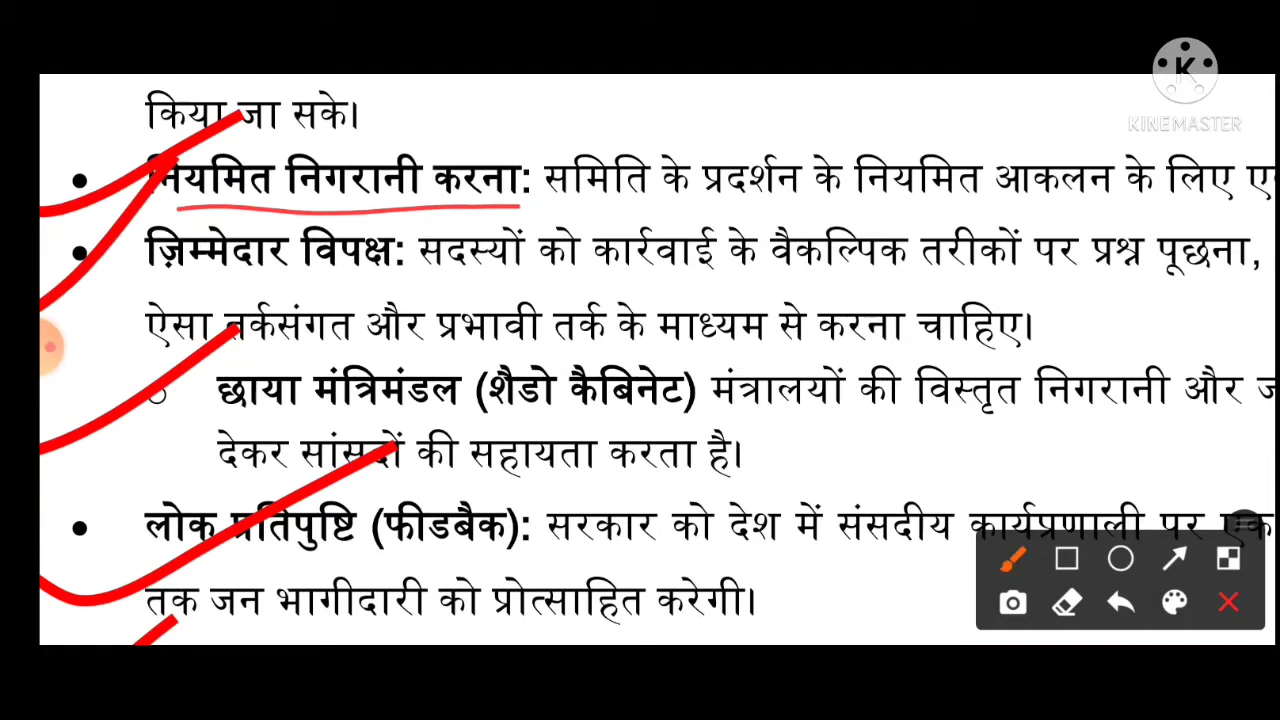 KINEMASTER
किया जा सके।
नियमित निगरानी करना: समिति के प्रदर्शन के नियमित आकलन के लिए
ज़िम्मेदार विपक्ष: सदस्यों को कार्रवाई के वैकल्पिक तरीकों पर प्रश्न पूछना,
ऐसा तर्कसंगत और प्रभावी तर्क के माध्यम से करना चाहिए।
छाया मंत्रिमंडल (शैडो कैबिनेट) मंत्रालयों की विस्तृत निगरानी और
देकर सांसदों की सहायता करता है।
लोक प्रतिपुष्टि (फीडबैक): सरकार को देश में संसदीय कार्यप्रणाली पर एक
तक जन भागीदारी को प्रोत्साहित करेगी।